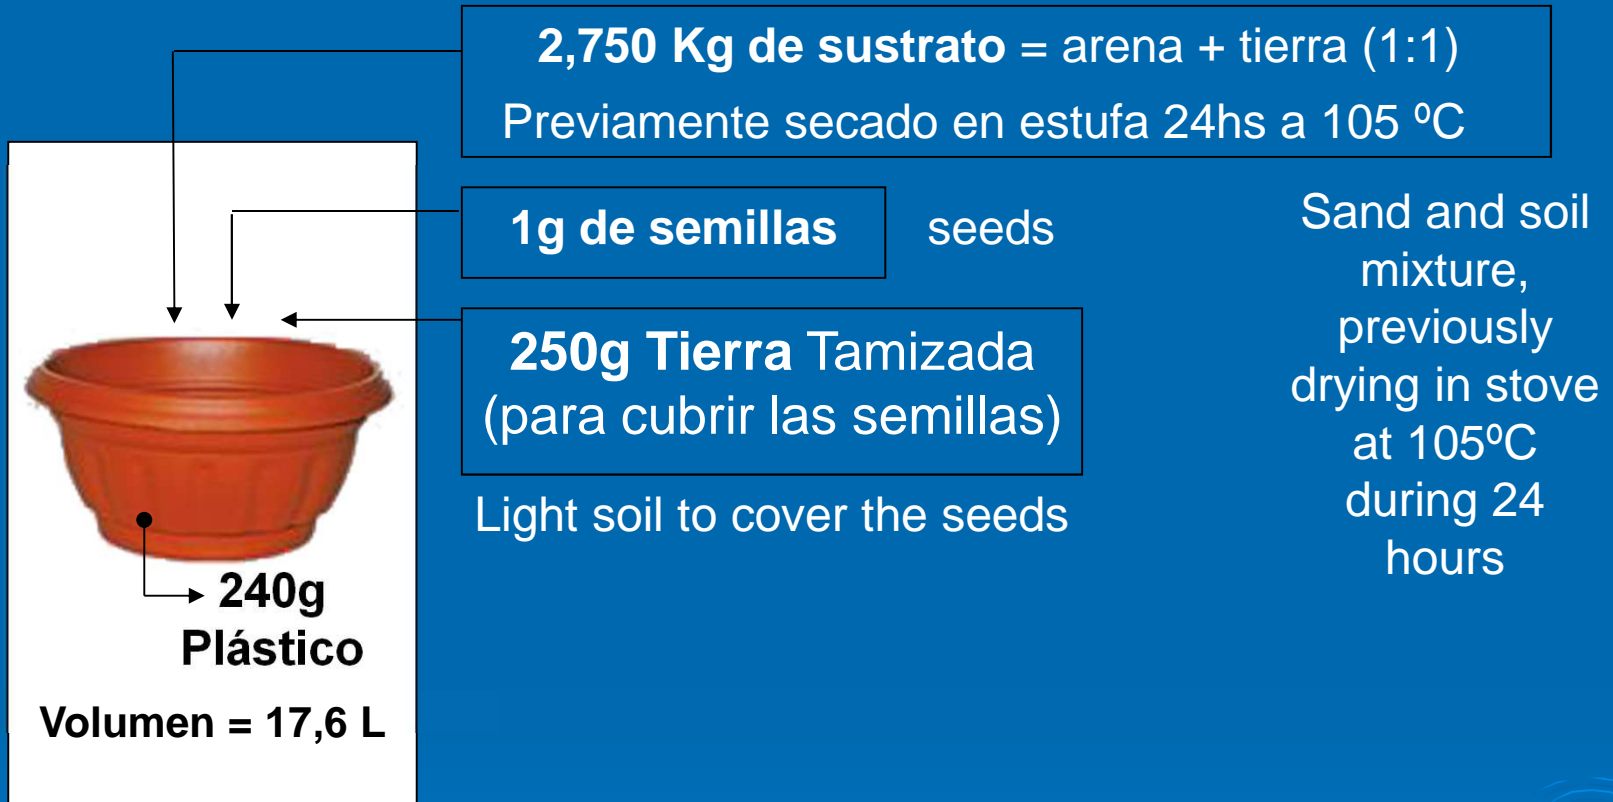 2,750 Kg de sustrato = arena + tierra (1:1)
Previamente secado en estufa 24hs a 105 ºC
1g de semillas
seeds
250g Tierra Tamizada
(para cubrir las semillas)
Light soil to cover the seeds
Sand and soil
mixture,
previously
drying in stove
at 105ºC
during 24
hours
240g
Plástico
Volumen = 17,6 L